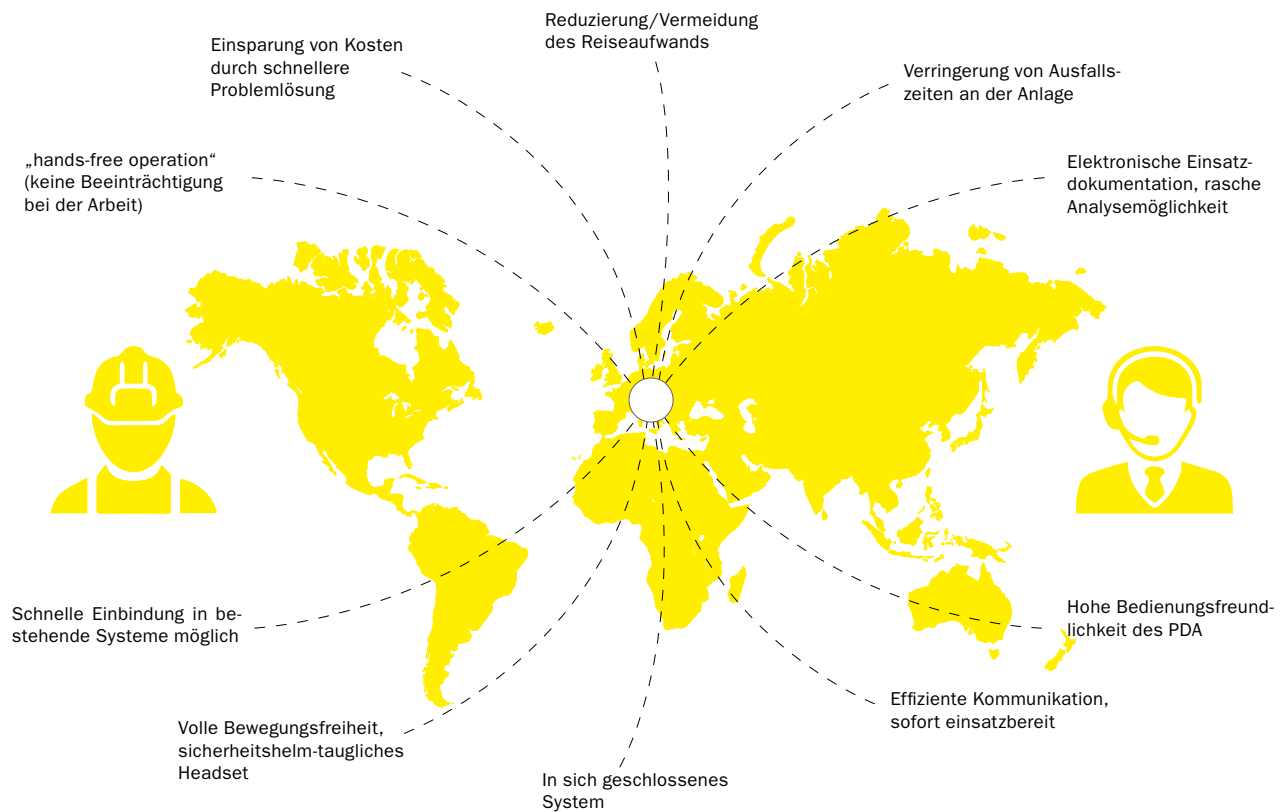 Reduzierung/Vermeidung
des Reiseaufwands
Einsparung von Kosten
durch schnellere
Problemlösung
Verringerung von Ausfalls-
zeiten an der Anlage
„hands-free operation“
(keine Beeinträchtigung
bei der Arbeit)
Elektronische Einsatz-
dokumentation, rasche
Analysemöglichkeit
Schnelle Einbindung in be-
stehende Systeme möglich
Hohe Bedienungsfreund-
lichkeit des PDA
Volle Bewegungsfreiheit,
sicherheitshelm-taugliches
Headset
Effiziente Kommunikation,
sofort einsatzbereit
In sich geschlossenes
System